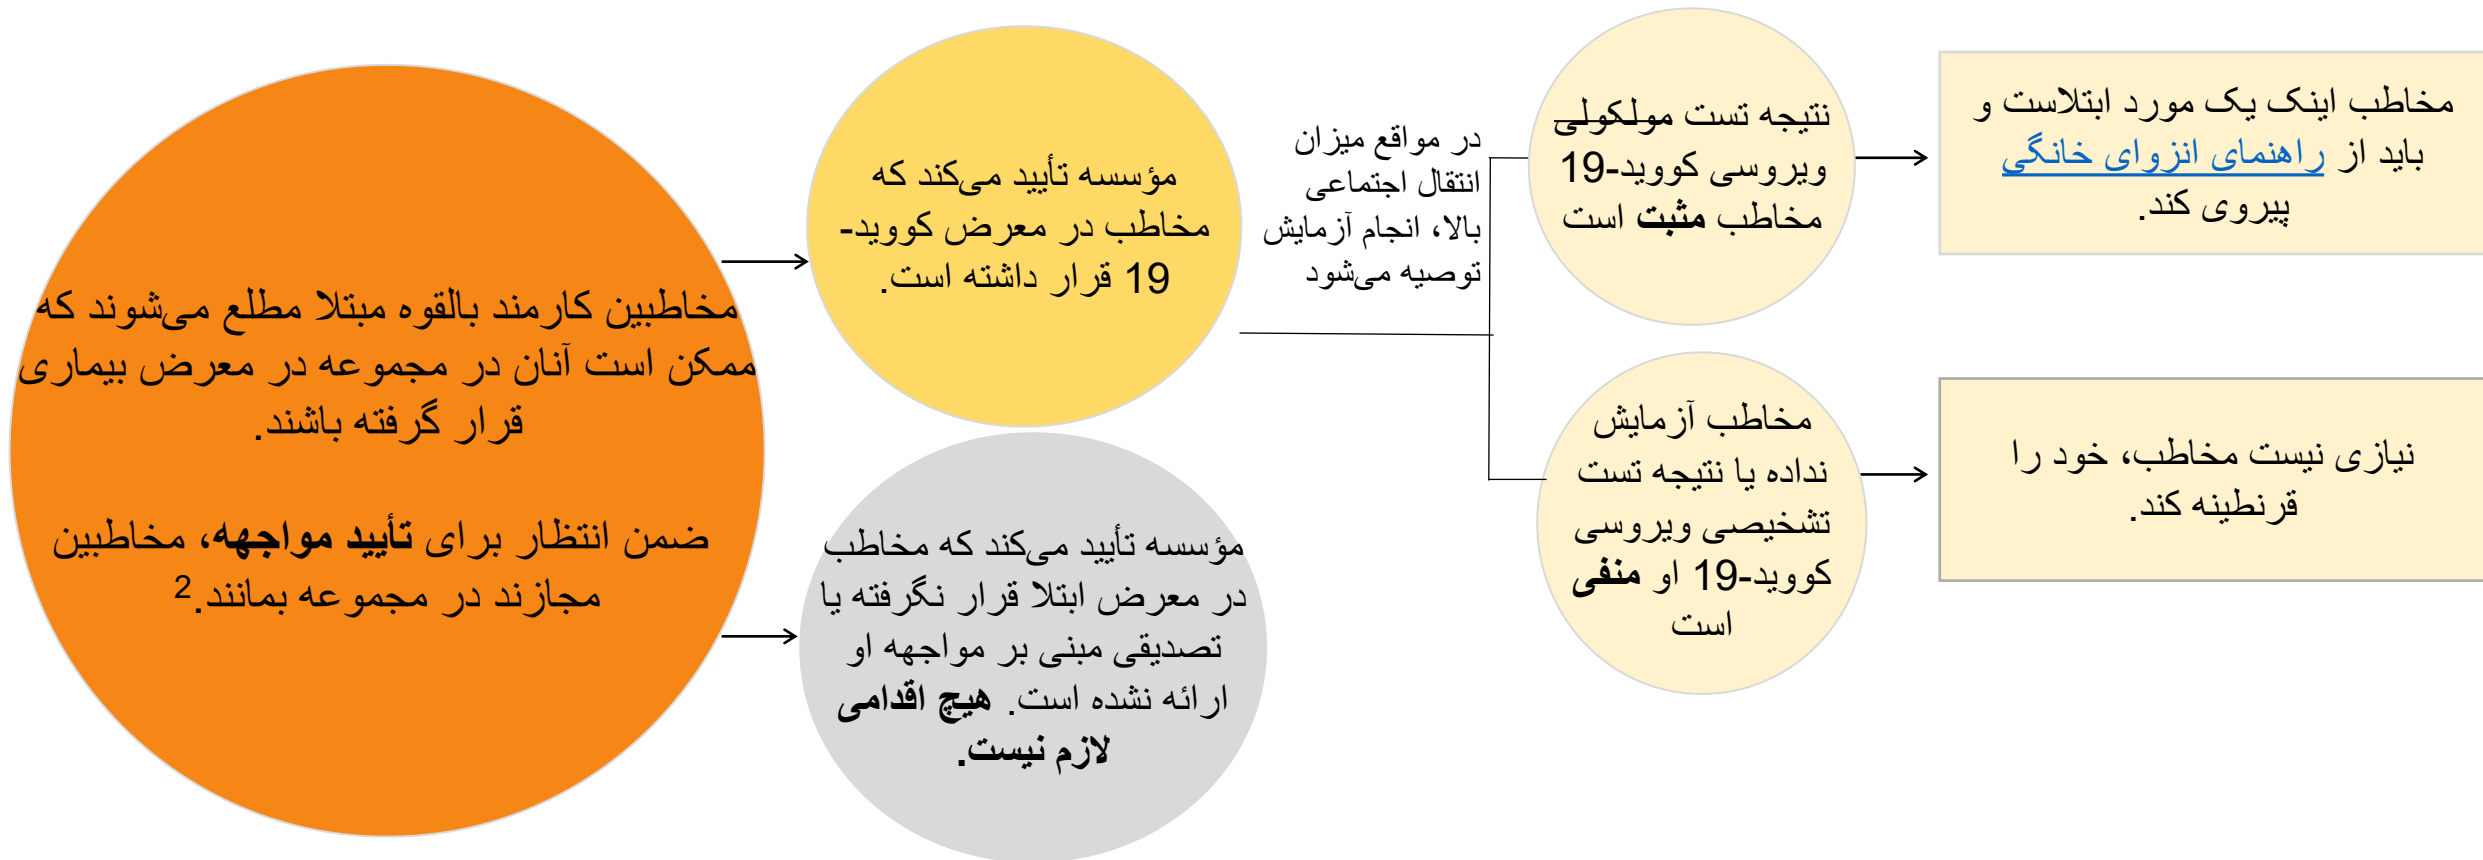 مخاطبین کارمند بالقوه مبتلا مطلع می‌شوند که
ممکن است آنان در مجموعه در معرض بیماری
قرار گرفته باشند.
ضمن انتظار برای تأیید مواجهه، مخاطبین
مجازند در مجموعه بمانند.2
مؤسسه تأیید می‌کند که
مخاطب در معرض کووید-
19 قرار داشته است.
مؤسسه تأیید می‌کند که مخاطب
در معرض ابتلا قرار نگرفته یا
تصدیقی مبنی بر مواجهه او
ارائه نشده است. هیچ اقدامی
لازم نیست.
در مواقع میزان
انتقال اجتماعی
بالا، انجام آزمایش
توصیه می‌شود
نتیجه تست مولکولی
ویروسی کووید-19
مخاطب مثبت است
مخاطب اینک یک مورد ابتلاست و
باید از راهنمای انزوای خانگی
پیروی کند.
مخاطب آزمایش
نداده یا نتیجه تست
تشخیصی ویروسی
کووید-19 او منفی
است
نیازی نیست مخاطب، خود را
قرنطینه کند.